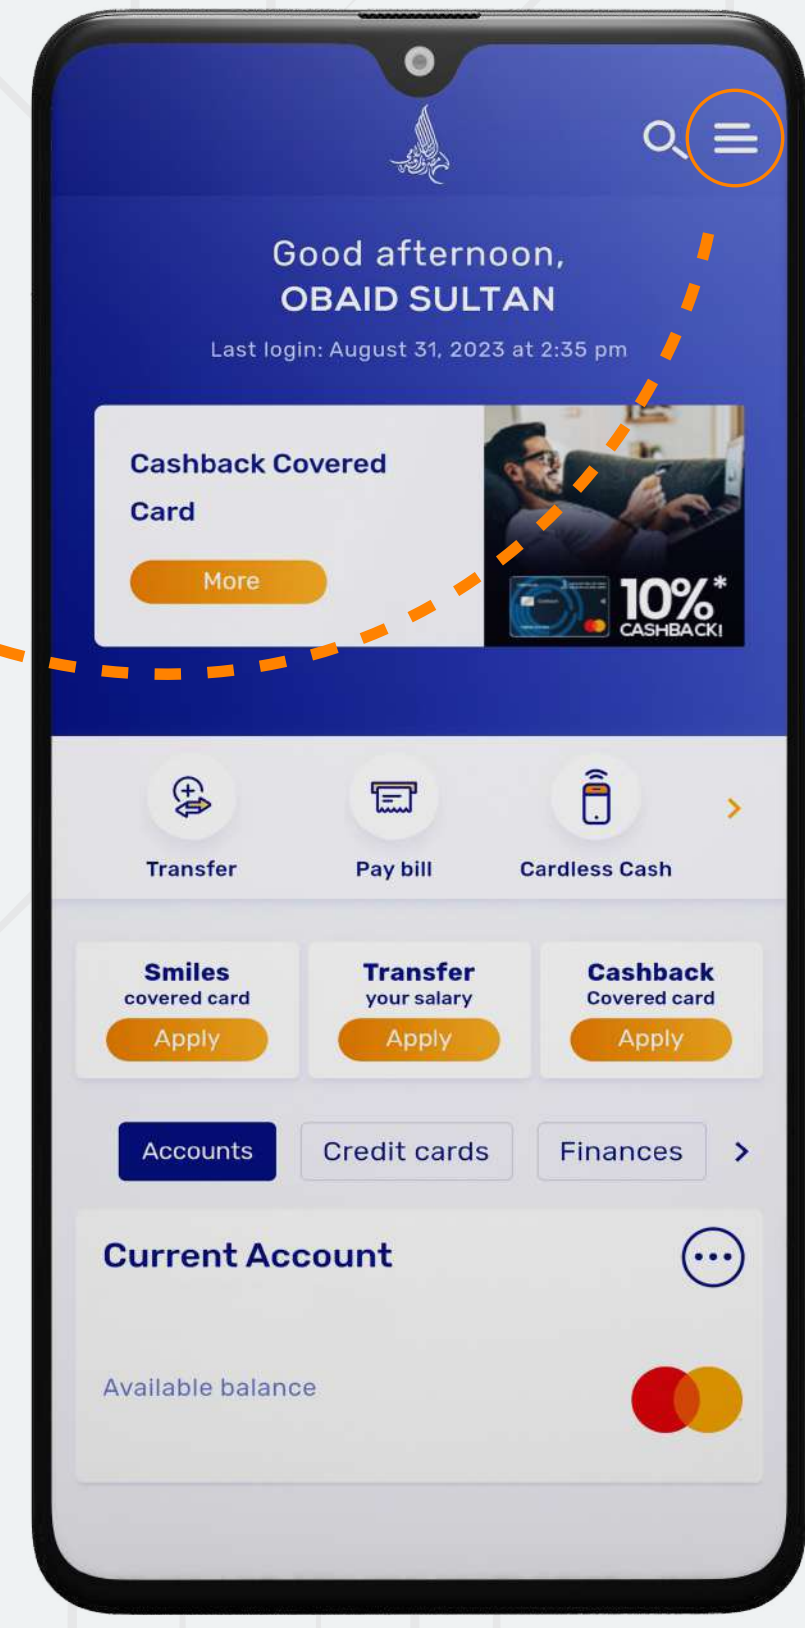 Good afternoon,
OBAID SULTAN
Last login: August 31, 2023 at 2:35 pm
Cashback Covered
Card
More
10%*
CASHBACK!
Transfer
Pay bill
Cardless Cash
Smiles
covered card
Apply
Transfer
your salary
Apply
Cashback
Covered card
Apply
Accounts
Credit cards
Finances
Current Account
Available balance